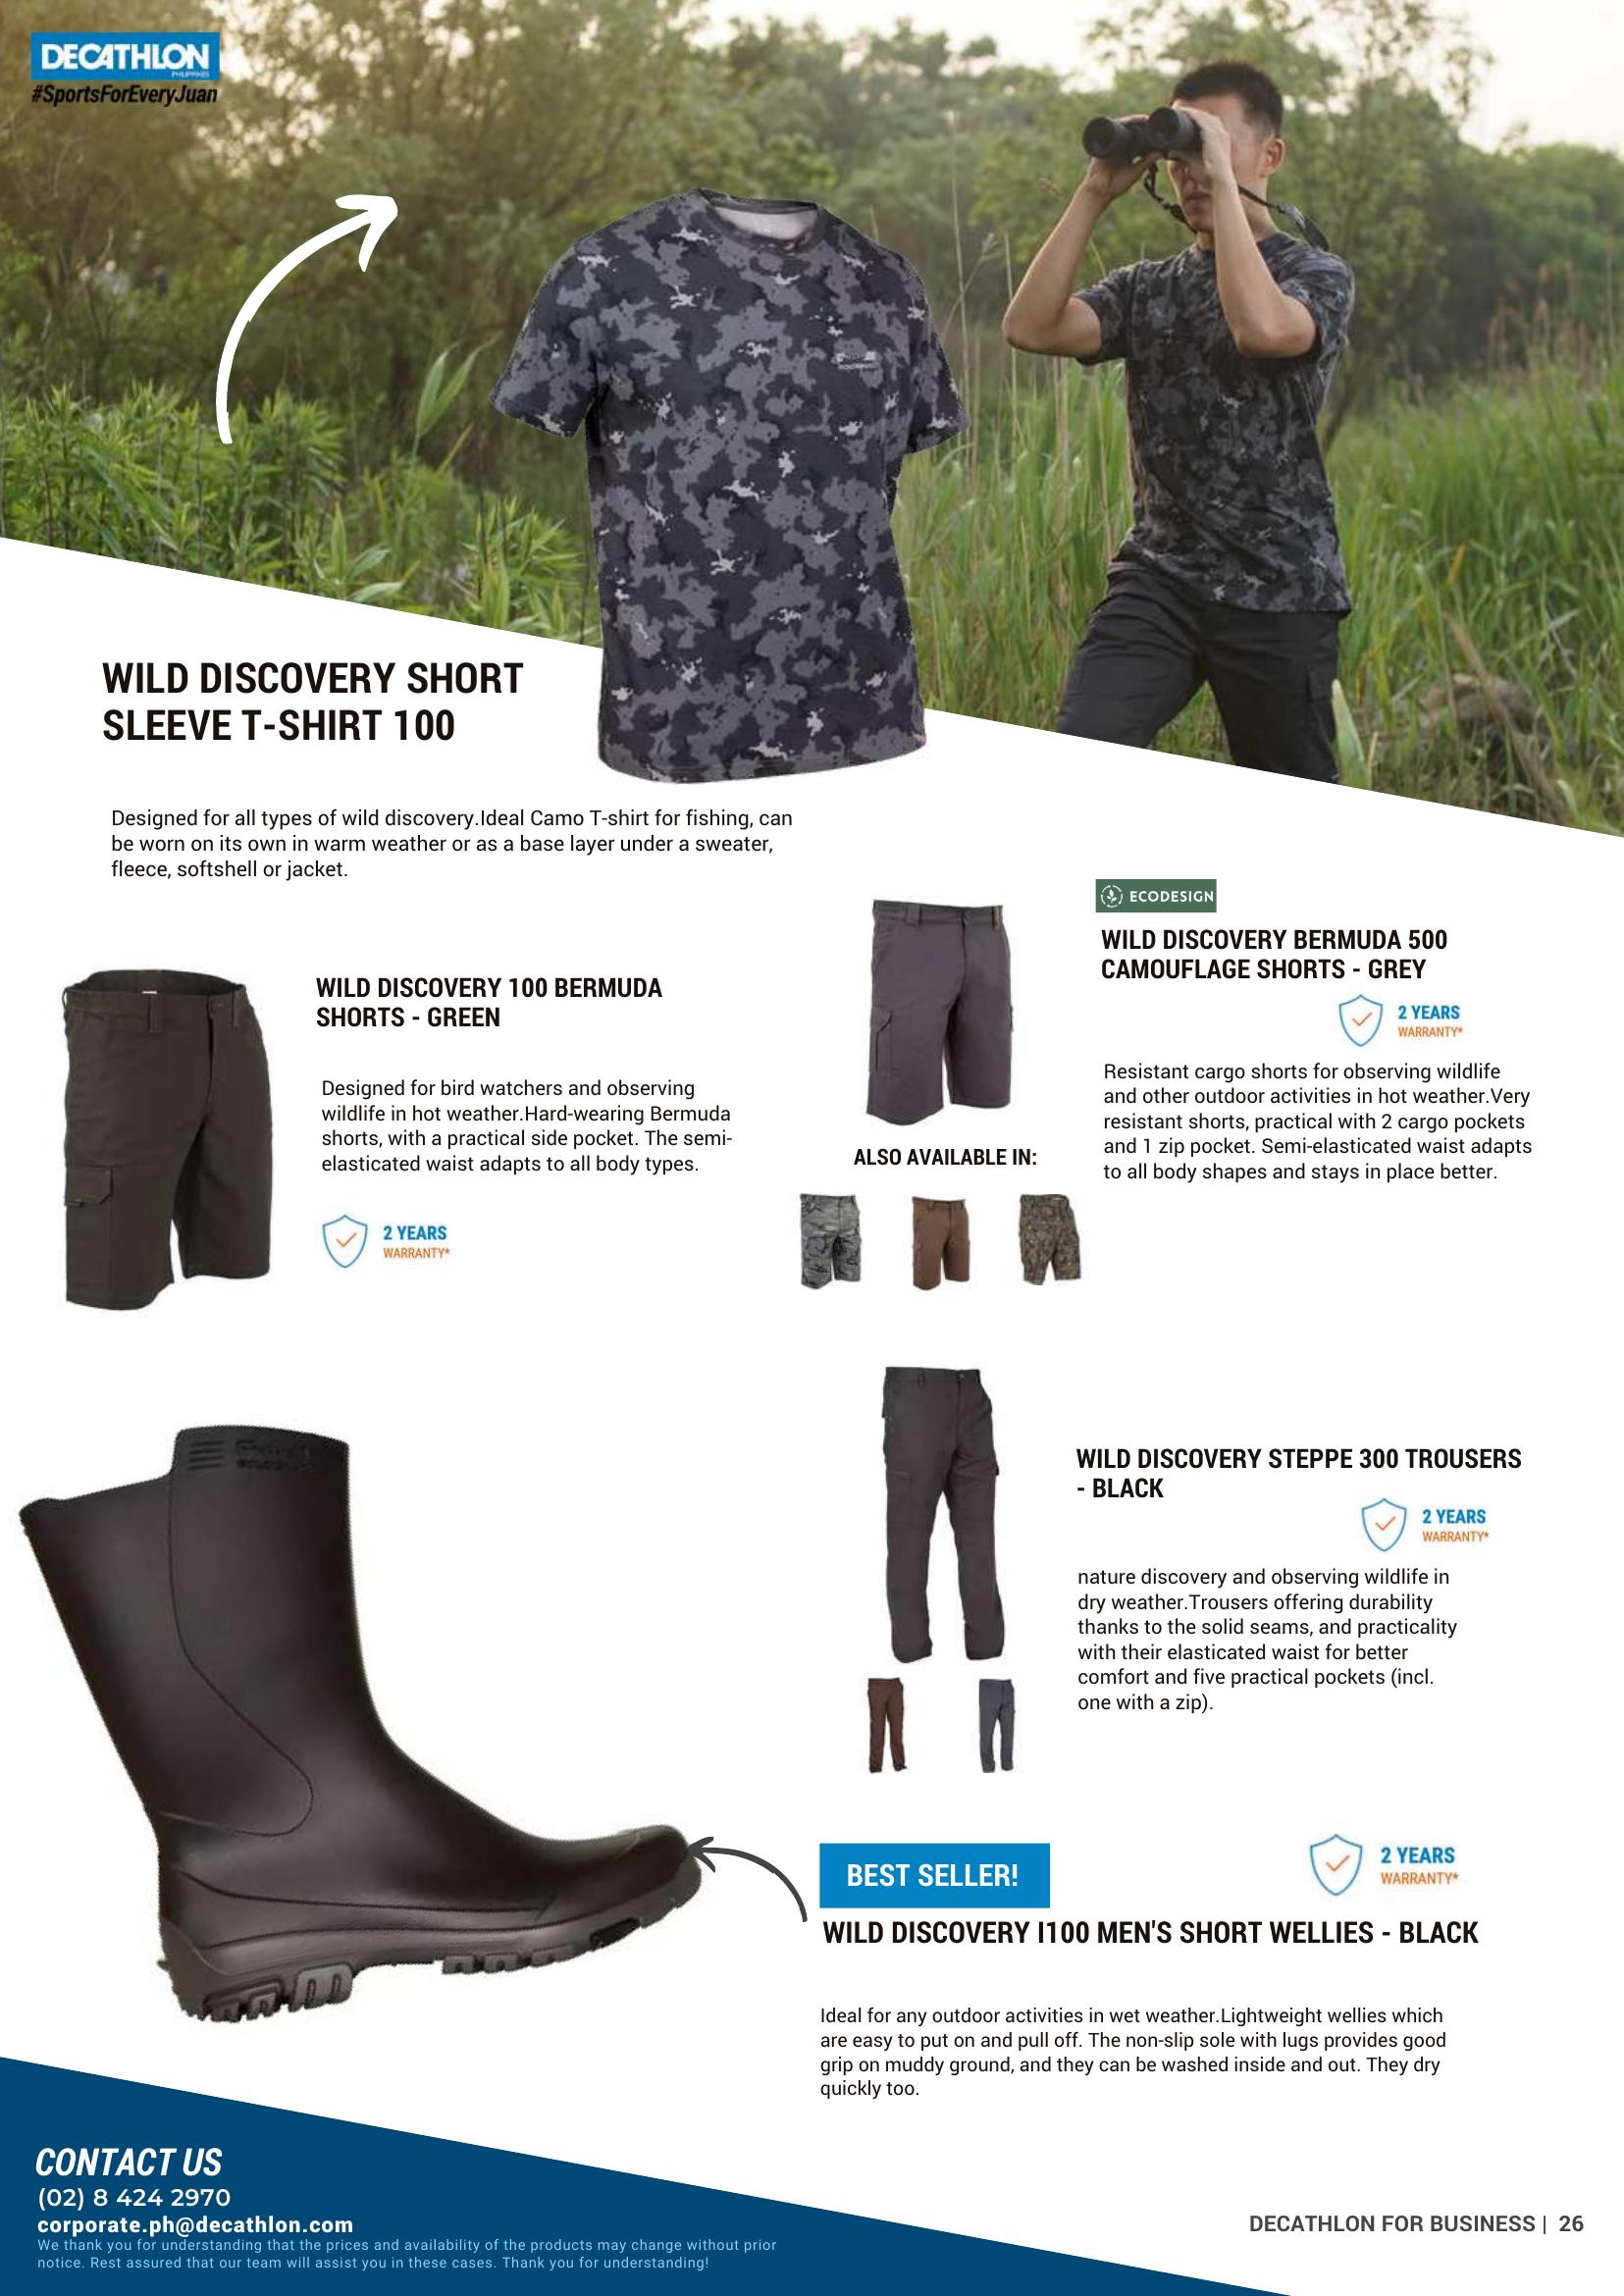 DECATHLON
PHILIPPINES
#SportsForEveryJuan
WILD DISCOVERY SHORT
SLEEVE T-SHIRT 100
Designed for all types of wild discovery.Ideal Camo T-shirt for fishing, can
be worn on its own in warm weather or as a base layer under a sweater,
fleece, softshell or jacket.
WILD DISCOVERY 100 BERMUDA
SHORTS - GREEN
Designed for bird watchers and observing
wildlife in hot weather.Hard-wearing Bermuda
shorts, with a practical side pocket. The semi-
elasticated waist adapts to all body types.
2 YEARS
WARRANTY*
ECODESIGN
WILD DISCOVERY BERMUDA 500
CAMOUFLAGE SHORTS - GREY
2 YEARS
WARRANTY*
Resistant cargo shorts for observing wildlife
and other outdoor activities in hot weather.Very
resistant shorts, practical with 2 cargo pockets
and 1 zip pocket. Semi-elasticated waist adapts
to all body shapes and stays in place better.
ALSO AVAILABLE IN:
WILD DISCOVERY STEPPE 300 TROUSERS
- BLACK
2 YEARS
WARRANTY*
nature discovery and observing wildlife in
dry weather.Trousers offering durability
thanks to the solid seams, and practicality
with their elasticated waist for better
comfort and five practical pockets (incl.
one with a zip).
BEST SELLER!
2 YEARS
WARRANTY*
WILD DISCOVERY I100 MEN'S SHORT WELLIES - BLACK
Ideal for any outdoor activities in wet weather.Lightweight wellies which
are easy to put on and pull off. The non-slip sole with lugs provides good
grip on muddy ground, and they can be washed inside and out. They dry
quickly too.
CONTACT US
(02) 8 424 2970
corporate.ph@decathlon.com
We thank you for understanding that the prices and availability of the products may change without prior
notice. Rest assured that our team will assist you in these cases. Thank you for understanding!
DECATHLON FOR BUSINESS | 26